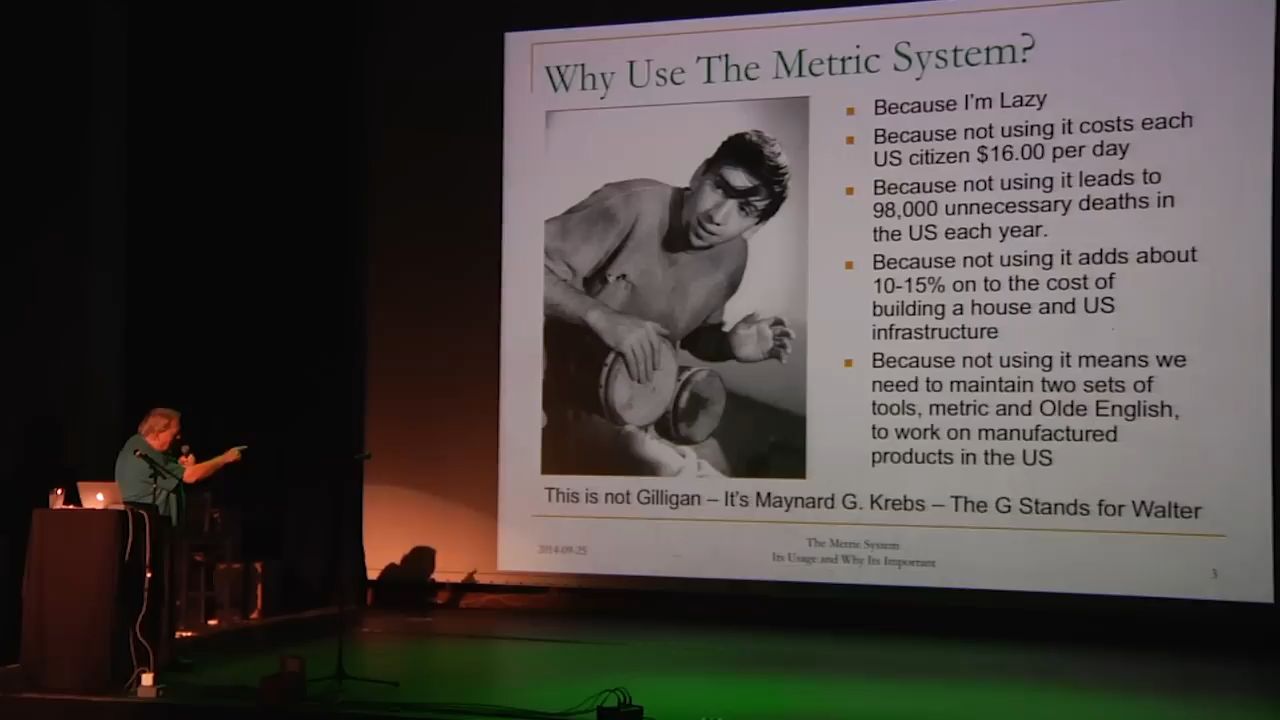 Why Use The Metric System?
Because I'm Lazy
Because not using it costs each
US citizen $16.00 per day
Because not using it leads to
98,000 unnecessary deaths in
the US each year.
Because not using it adds about
10-15% on to the cost of
building a house and US
infrastructure
Because not using it means we
need to maintain two sets of
tools, metric and Olde English,
to work on manufactured
products in the US
This is not Gilligan – It's Maynard G. Krebs – The G Stands for Walter
2014-09-25
The Metric System
Its Usage and Why Its Important
3